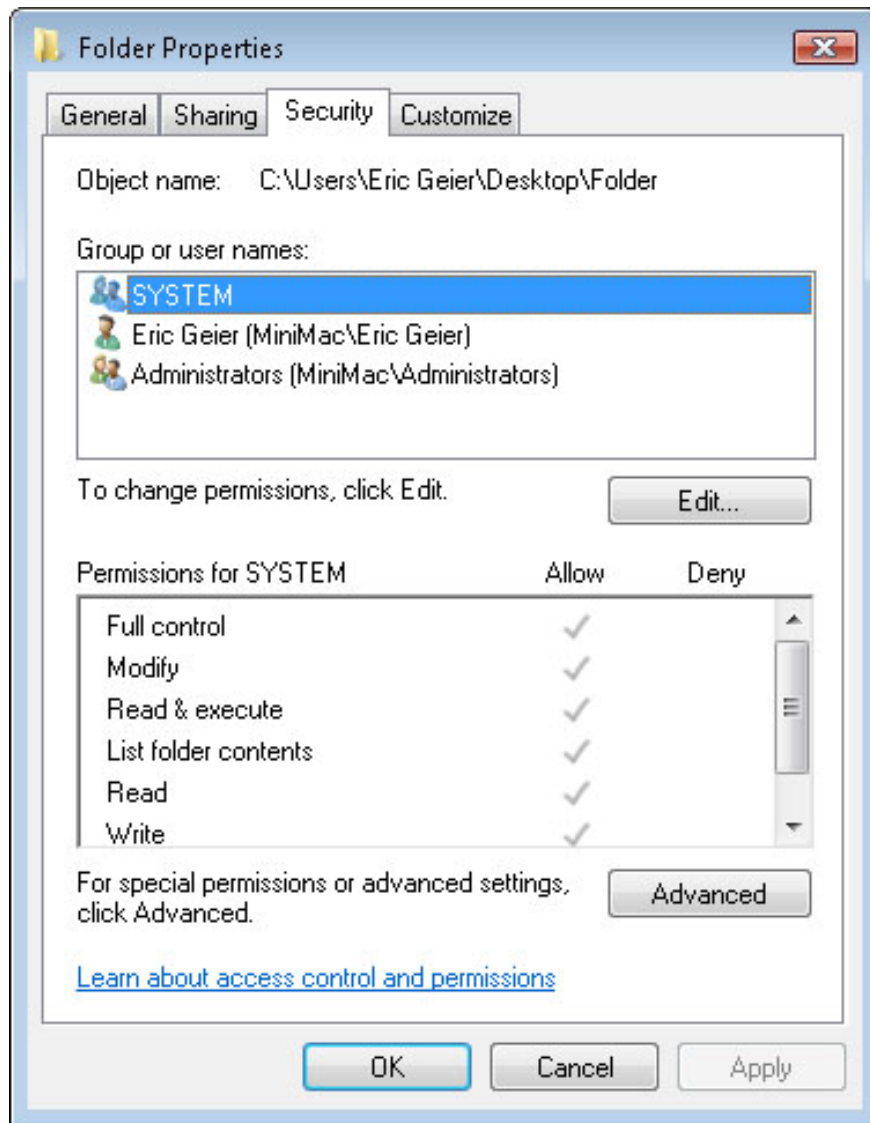 Folder Properties
General Sharing Security Customize
Object name: C:\Users\Eric Geier\Desktop\Folder
Group or user names:
SYSTEM
Eric Geier (MiniMac\Eric Geier)
Administrators (MiniMac\Administrators)
To change permissions, click Edit.
Edit...
Permissions for SYSTEM Allow Deny
Full control
Modify
Read & execute
List folder contents
Read
Write
For special permissions or advanced settings,
click Advanced.
Advanced
Learn about access control and permissions
OK Cancel Apply